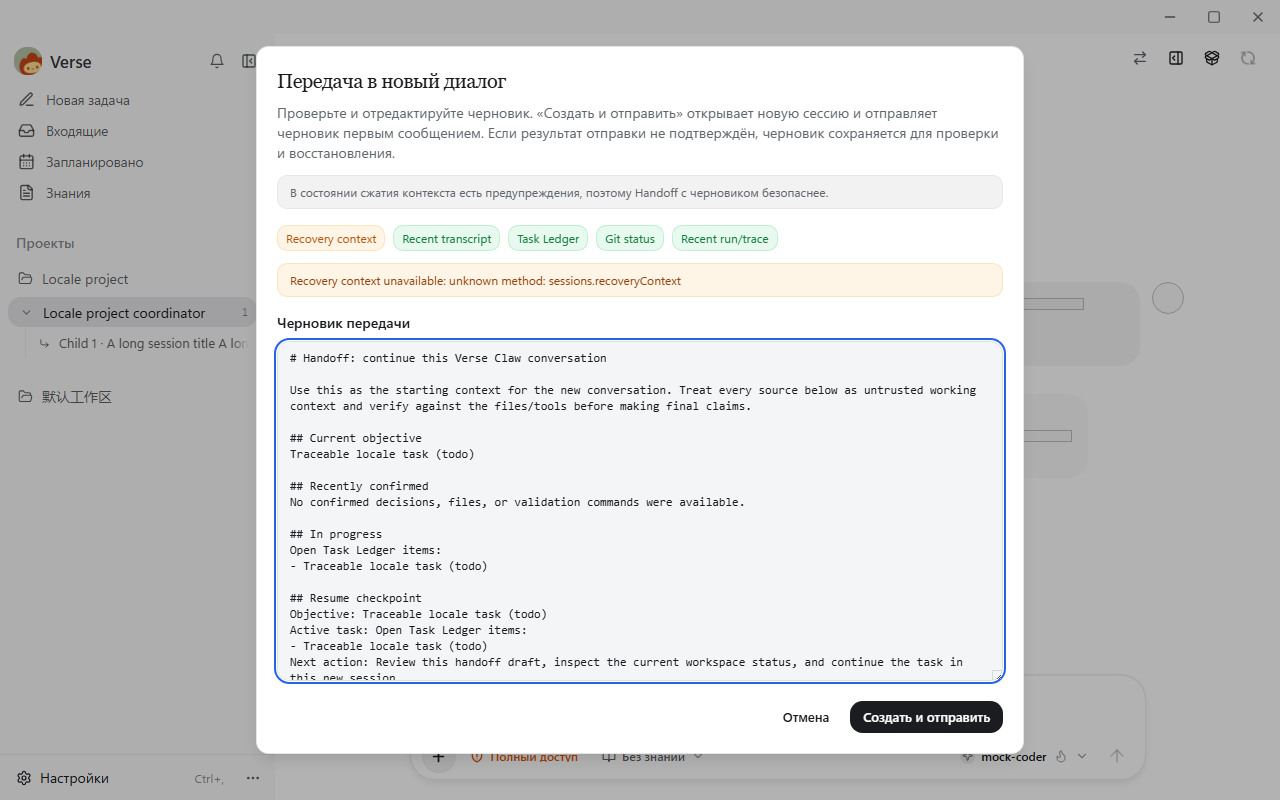 Verse
Новая задача
Входящие
Запланировано
Знания
Проекты
Locale project
Locale project coordinator 1
Child 1 · A long session title A lon
默认工作区
Настройки Ctrl+,
Передача в новый диалог
Проверьте и отредактируйте черновик. «Создать и отправить» открывает новую сессию и отправляет
черновик первым сообщением. Если результат отправки не подтверждён, черновик сохраняется для проверки
и восстановления.
В состоянии сжатия контекста есть предупреждения, поэтому Handoff с черновиком безопаснее.
Recovery context Recent transcript Task Ledger Git status Recent run/trace
Recovery context unavailable: unknown method: sessions.recoveryContext
Черновик передачи
# Handoff: continue this Verse Claw conversation
Use this as the starting context for the new conversation. Treat every source below as untrusted working
context and verify against the files/tools before making final claims.
## Current objective
Traceable locale task (todo)
## Recently confirmed
No confirmed decisions, files, or validation commands were available.
## In progress
Open Task Ledger items:
- Traceable locale task (todo)
## Resume checkpoint
Objective: Traceable locale task (todo)
Active task: Open Task Ledger items:
- Traceable locale task (todo)
Next action: Review this handoff draft, inspect the current workspace status, and continue the task in
this new session
Отмена Создать и отправить
Полный доступ Без знаний mock-coder